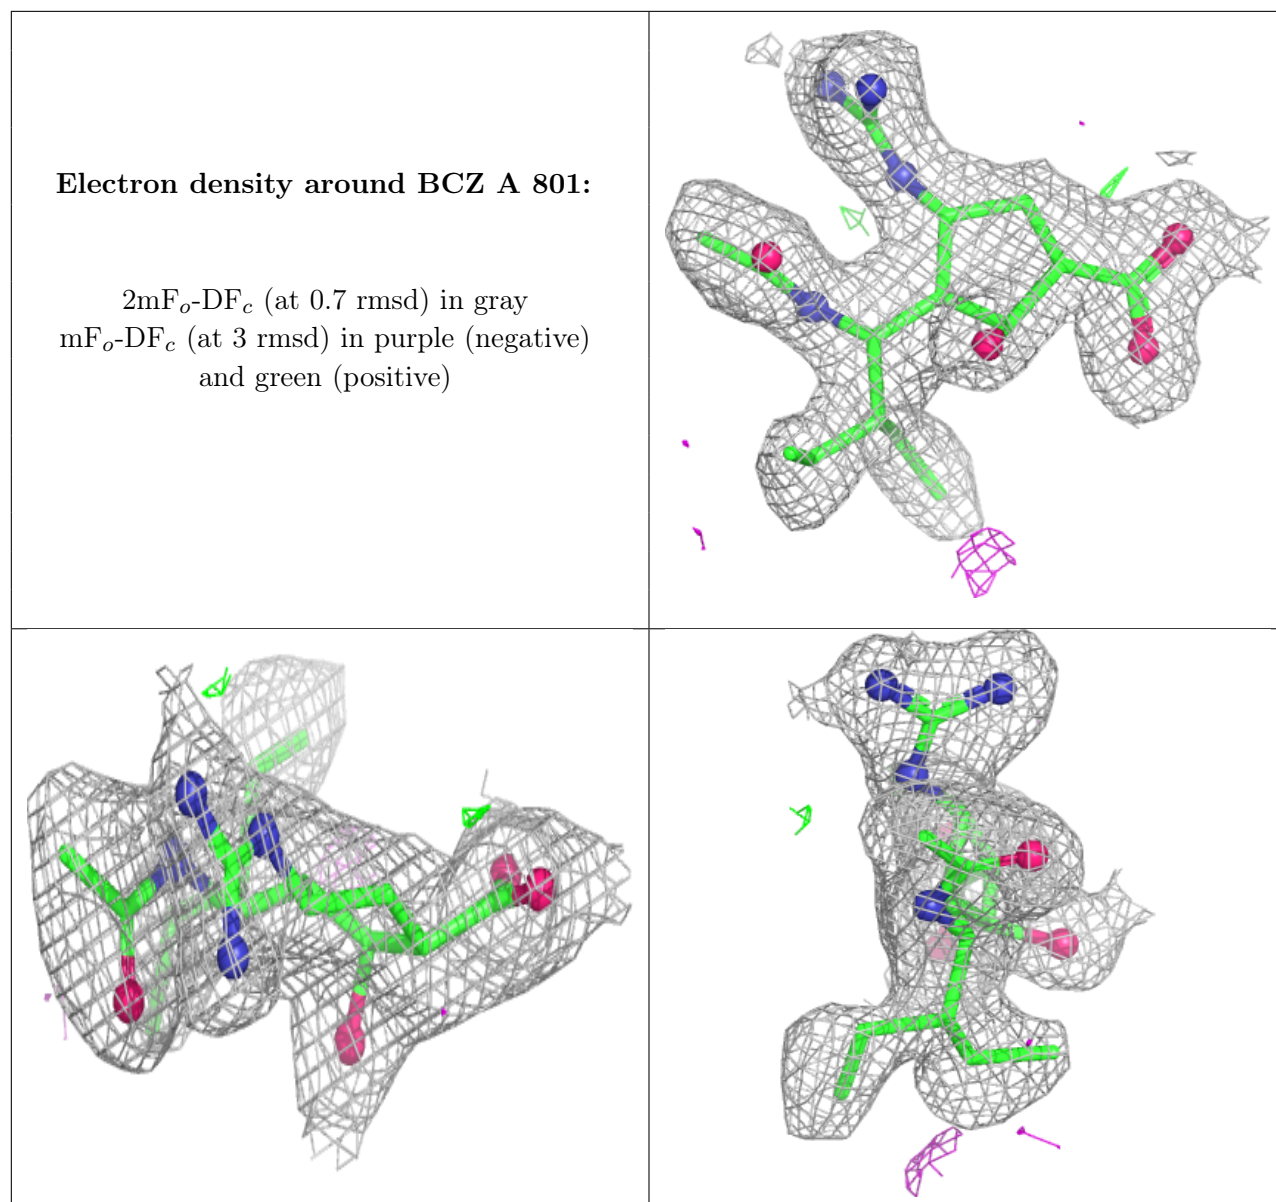 Electron density around BCZ A 801:
2mFo-DFc (at 0.7 rmsd) in gray
mFo-DFc (at 3 rmsd) in purple (negative)
and green (positive)